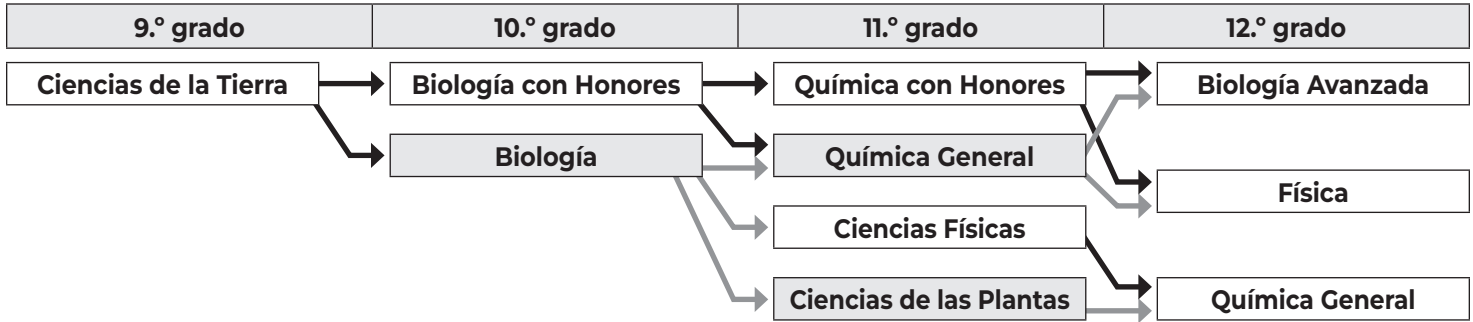 9.º grado
10.º grado
11.º grado
12.º grado
Ciencias de la Tierra
Biología con Honores
Química con Honores
Biología Avanzada
Biología
Química General
Física
Ciencias Físicas
Ciencias de las Plantas
Química General